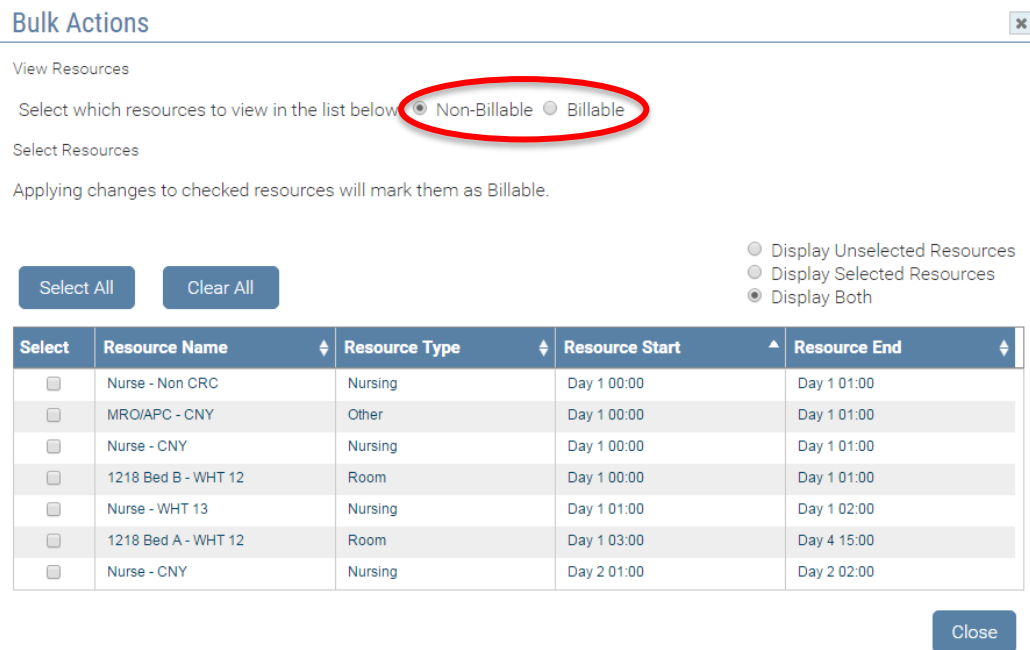 Bulk Actions
View Resources
Select which resources to view in the list below Non-Billable Billable
Select Resources
Applying changes to checked resources will mark them as Billable.
Display Unselected Resources
Display Selected Resources
Display Both
Select All Clear All
Select Resource Name Resource Type Resource Start Resource End
Nurse - Non CRC Nursing Day 1 00:00 Day 1 01:00
MRO/APC - CNY Other Day 1 00:00 Day 1 01:00
Nurse - CNY Nursing Day 1 00:00 Day 1 01:00
1218 Bed B - WHT 12 Room Day 1 00:00 Day 1 01:00
Nurse - WHT 13 Nursing Day 1 01:00 Day 1 02:00
1218 Bed A - WHT 12 Room Day 1 03:00 Day 4 15:00
Nurse - CNY Nursing Day 2 01:00 Day 2 02:00
Close